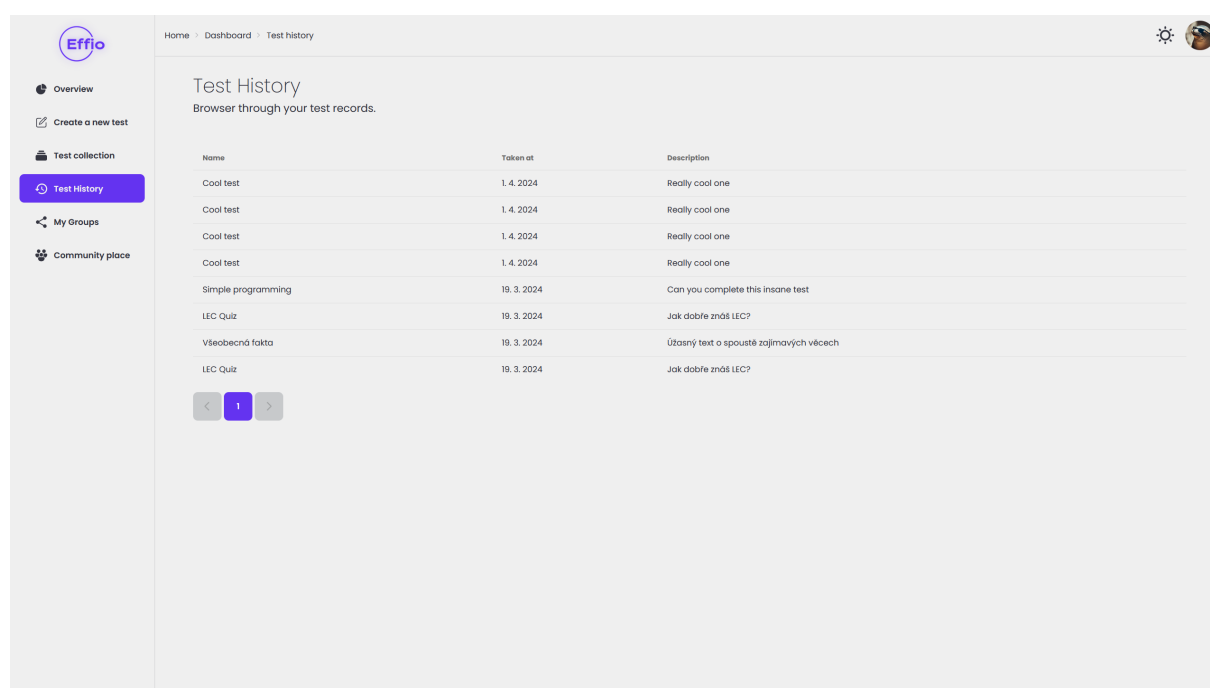 Effio
Home > Dashboard > Test history
Overview
Create a new test
Test collection
Test History
My Groups
Community place
Test History
Browser through your test records.
Name Taken at Description
Cool test 1. 4. 2024 Really cool one
Cool test 1. 4. 2024 Really cool one
Cool test 1. 4. 2024 Really cool one
Cool test 1. 4. 2024 Really cool one
Simple programming 19. 3. 2024 Can you complete this insane test
LEC Quiz 19. 3. 2024 Jak dobře znáš LEC?
Všeobecná fakta 19. 3. 2024 Úžasný text o spoustě zajímavých věcech
LEC Quiz 19. 3. 2024 Jak dobře znáš LEC?
< 1 >